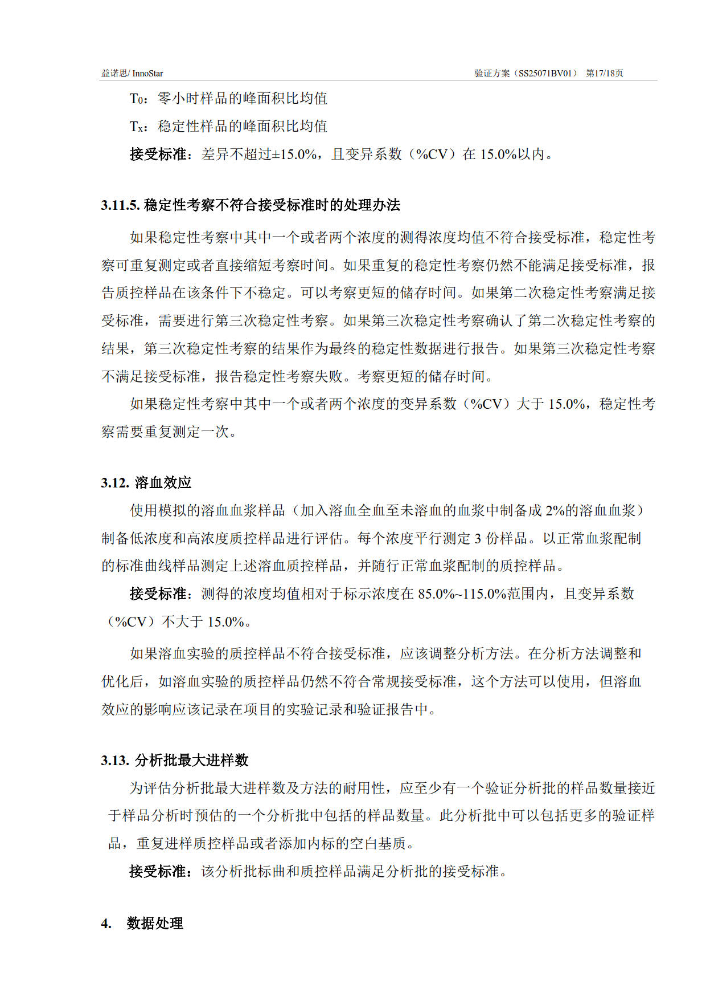 益诺思/ InnoStar 验证方案（SS25071BV01） 第17/18页
T0：零小时样品的峰面积比均值
Tx：稳定性样品的峰面积比均值
接受标准：差异不超过±15.0%，且变异系数（%CV）在 15.0%以内。
3.11.5. 稳定性考察不符合接受标准时的处理办法
如果稳定性考察中其中一个或者两个浓度的测得浓度均值不符合接受标准，稳定性考
察可重复测定或者直接缩短考察时间。如果重复的稳定性考察仍然不能满足接受标准，报
告质控样品在该条件下不稳定。可以考察更短的储存时间。如果第二次稳定性考察满足接
受标准，需要进行第三次稳定性考察。如果第三次稳定性考察确认了第二次稳定性考察的
结果，第三次稳定性考察的结果作为最终的稳定性数据进行报告。如果第三次稳定性考察
不满足接受标准，报告稳定性考察失败。考察更短的储存时间。
如果稳定性考察中其中一个或者两个浓度的变异系数（%CV）大于 15.0%，稳定性考
察需要重复测定一次。
3.12. 溶血效应
使用模拟的溶血血浆样品（加入溶血全血至未溶血的血浆中制备成 2%的溶血血浆）
制备低浓度和高浓度质控样品进行评估。每个浓度平行测定 3 份样品。以正常血浆配制
的标准曲线样品测定上述溶血质控样品，并随行正常血浆配制的质控样品。
接受标准：测得的浓度均值相对于标示浓度在 85.0%~115.0%范围内，且变异系数
（%CV）不大于 15.0%。
如果溶血实验的质控样品不符合接受标准，应该调整分析方法。在分析方法调整和
优化后，如溶血实验的质控样品仍然不符合常规接受标准，这个方法可以使用，但溶血
效应的影响应该记录在项目的实验记录和验证报告中。
3.13. 分析批最大进样数
为评估分析批最大进样数及方法的耐用性，应至少有一个验证分析批的样品数量接近
于样品分析时预估的一个分析批中包括的样品数量。此分析批中可以包括更多的验证样
品，重复进样质控样品或者添加内标的空白基质。
接受标准：该分析批标曲和质控样品满足分析批的接受标准。
4. 数据处理